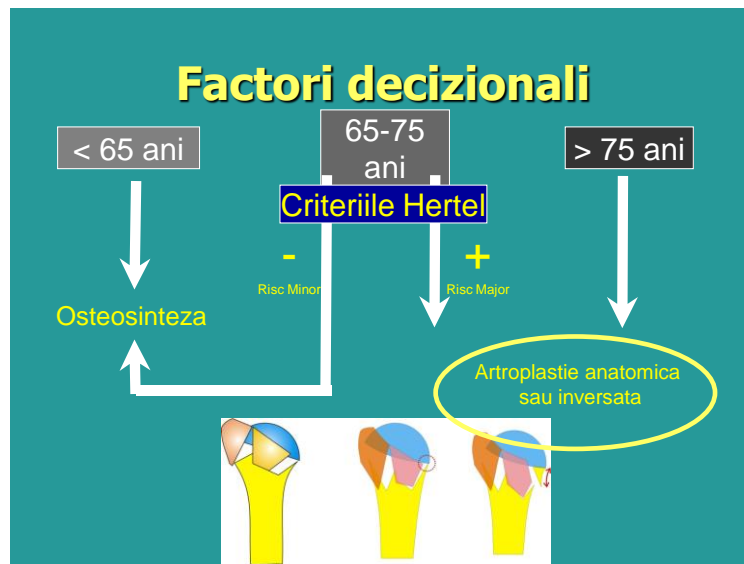 Factori decizionali
< 65 ani
65-75
ani
> 75 ani
Criteriile Hertel
-
+
Risc Minor
Risc Major
Osteosinteza
Artroplastie anatomica
sau inversata